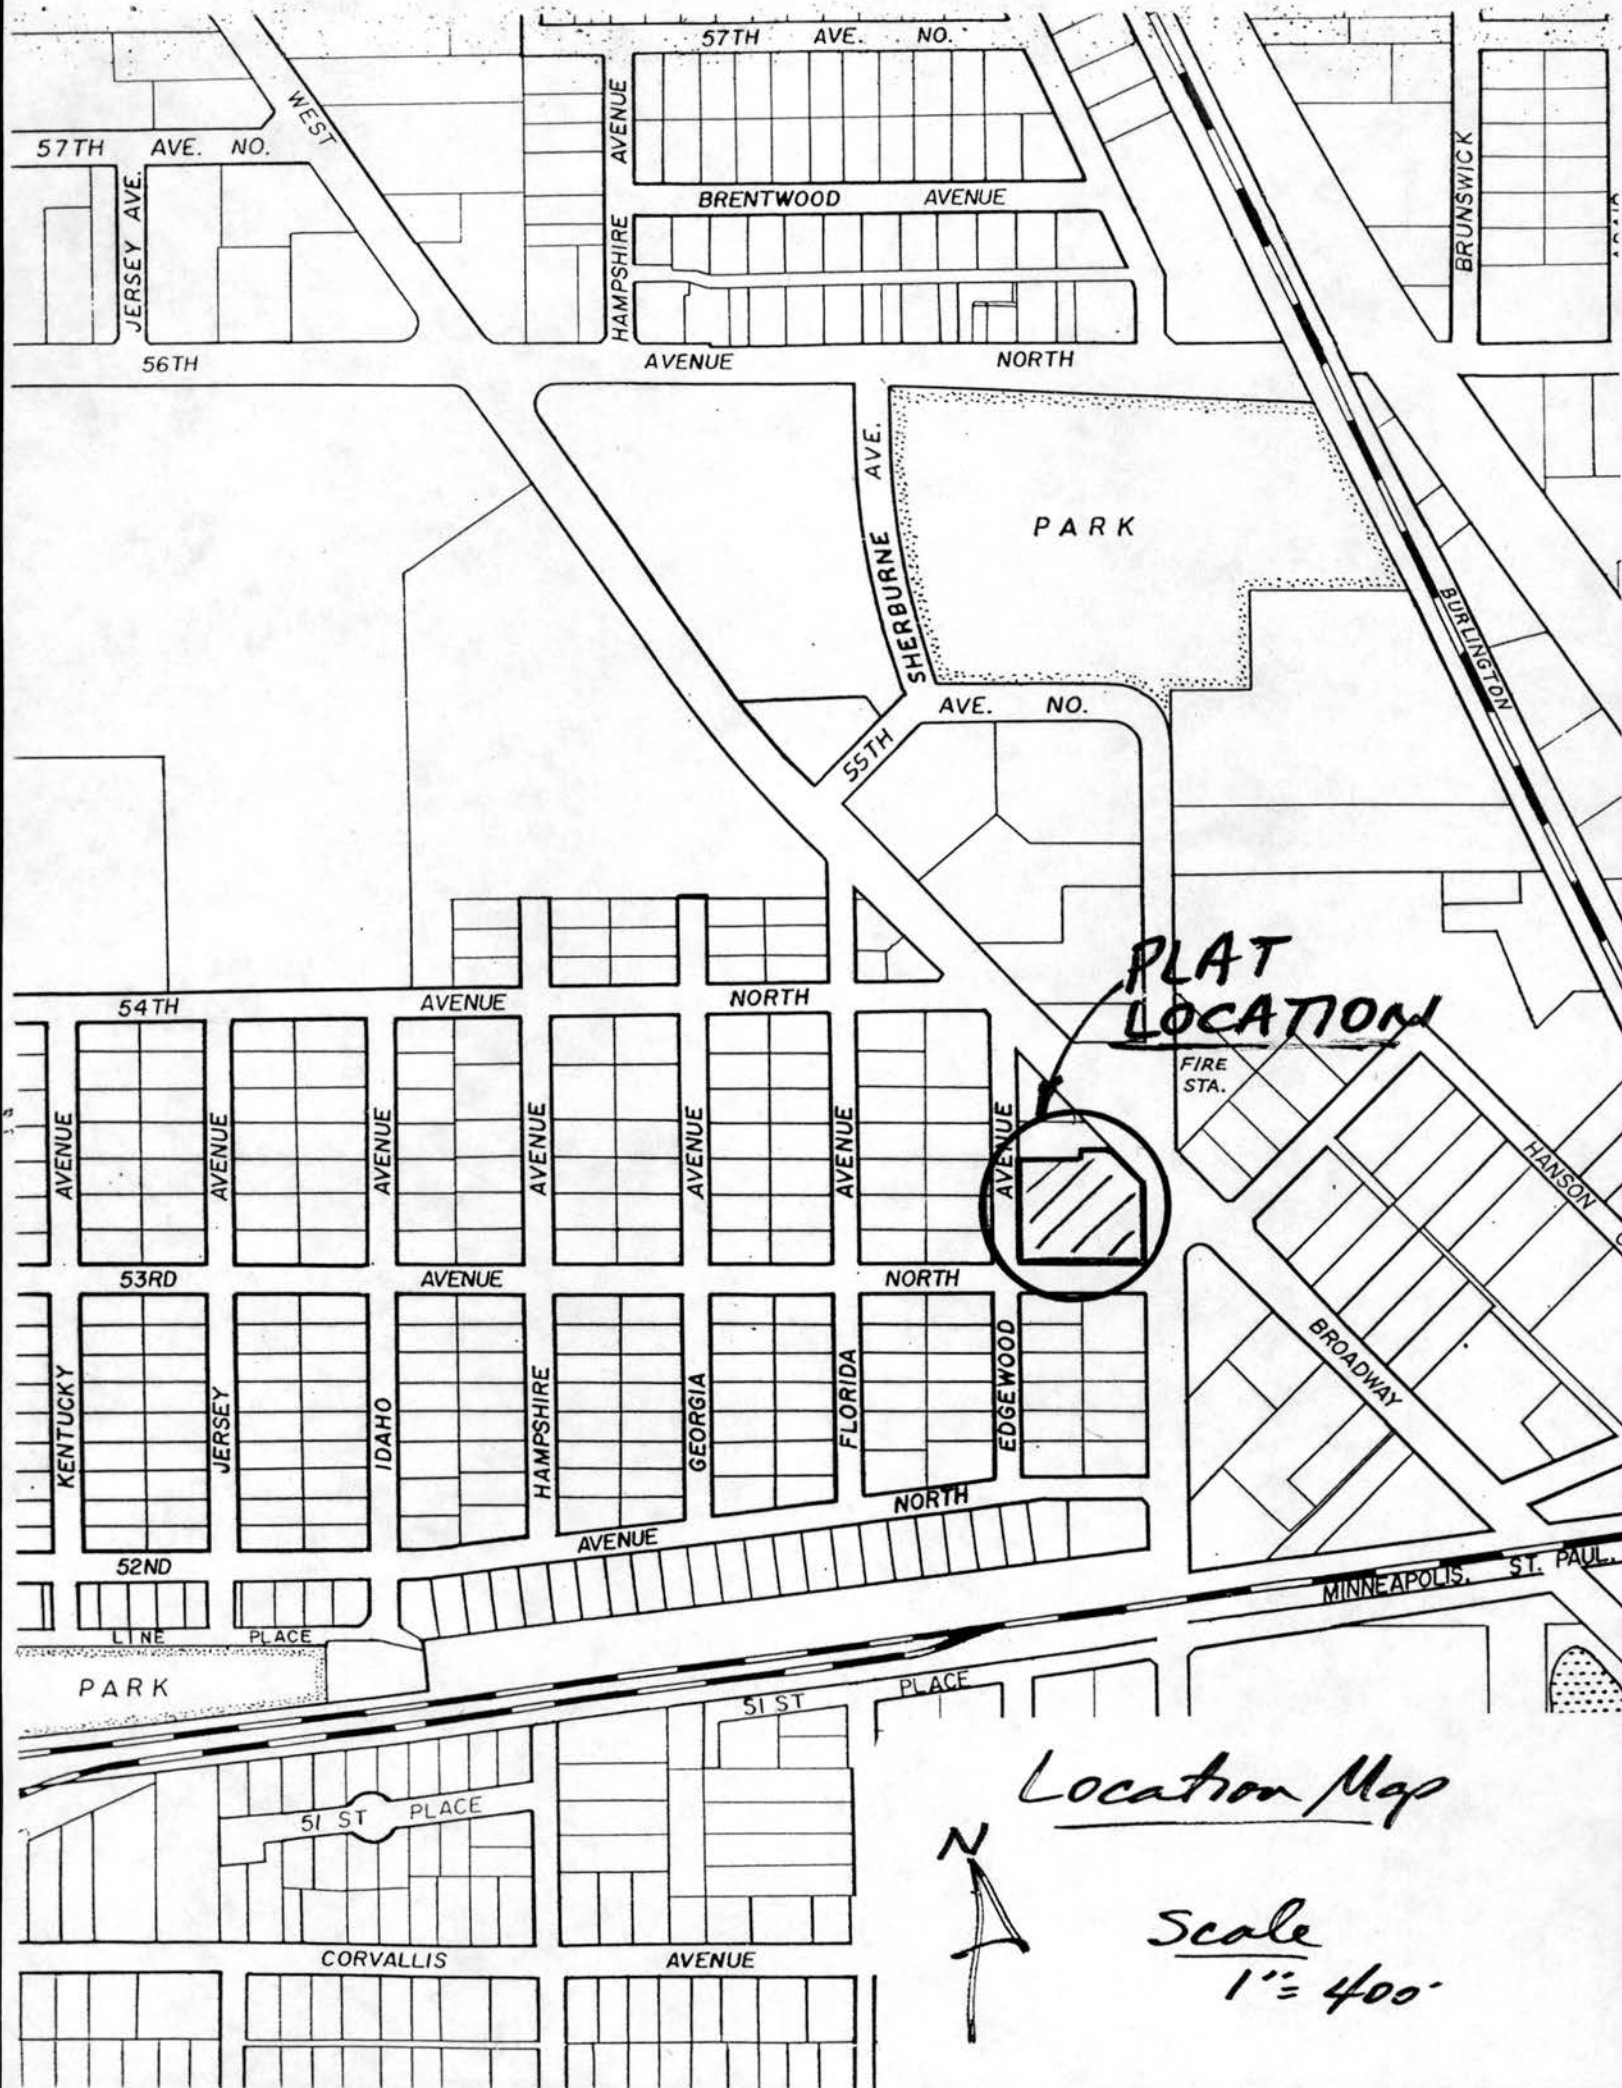 57TH AVE. NO.
WEST
AVENUE
57TH AVE. NO.
BRUNSWICK
JERSEY AVE.
BRENTWOOD AVENUE
HAMPSHIRE
56TH AVENUE NORTH
AVE.
SHERBURNE
PARK
BURLINGTON
AVE. NO.
55TH
PLAT
LOCATION
54TH AVENUE NORTH
FIRE
STA.
AVENUE
AVENUE
AVENUE
AVENUE
AVENUE
AVENUE
AVENUE
HANSON
53RD AVENUE NORTH
BROADWAY
KENTUCKY
JERSEY
IDAHO
HAMPSHIRE
GEORGIA
FLORIDA
EDGEWOOD
52ND AVENUE NORTH
MINNEAPOLIS, ST. PAUL,
LINE PLACE
PARK
51 ST PLACE
51 ST PLACE
Location Map
N
CORVALLIS AVENUE
Scale
1"= 400'